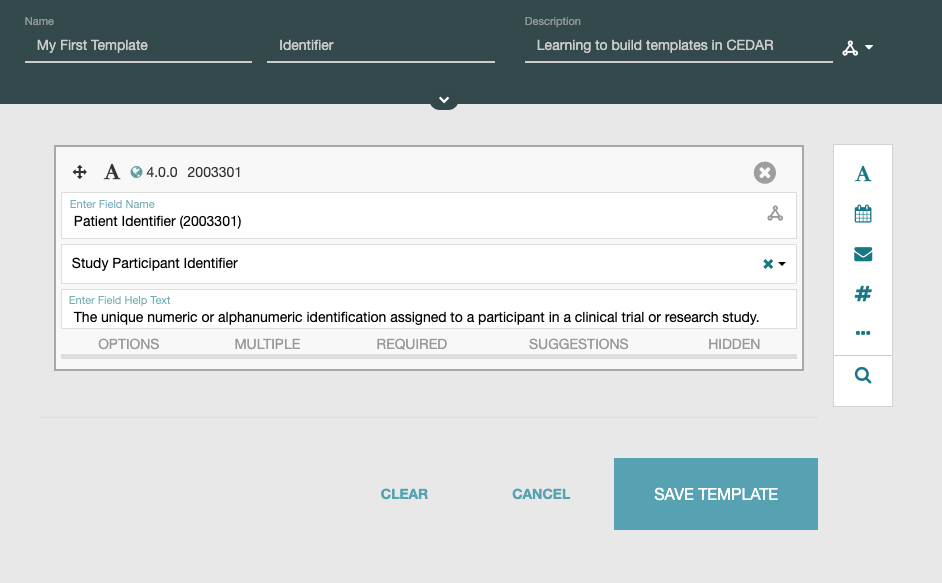 Name
Description
My First Template
Identifier
Learning to build templates in CEDAR
A 4.0.0 2003301
Enter Field Name
Patient Identifier (2003301)
Study Participant Identifier
Enter Field Help Text
The unique numeric or alphanumeric identification assigned to a participant in a clinical trial or research study.
OPTIONS MULTIPLE REQUIRED SUGGESTIONS HIDDEN
A
#
CLEAR CANCEL SAVE TEMPLATE